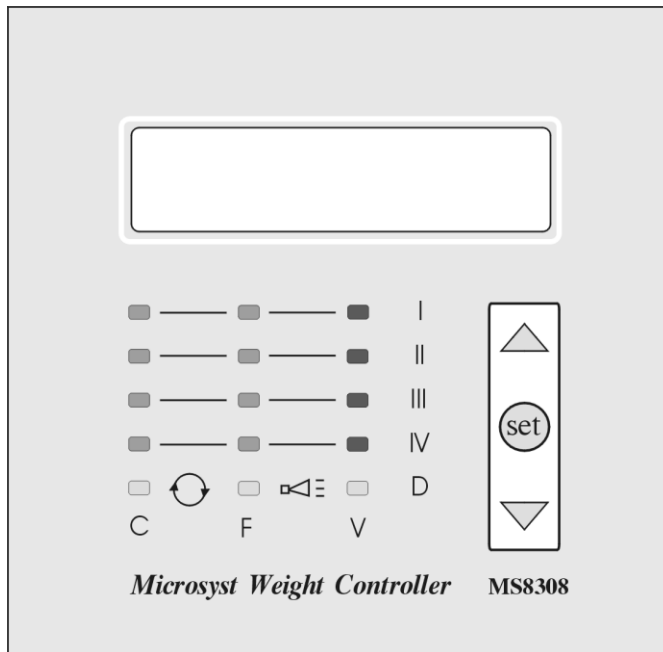 I
II
III
IV
D
C F V
set
Microsyst Weight Controller MS8308